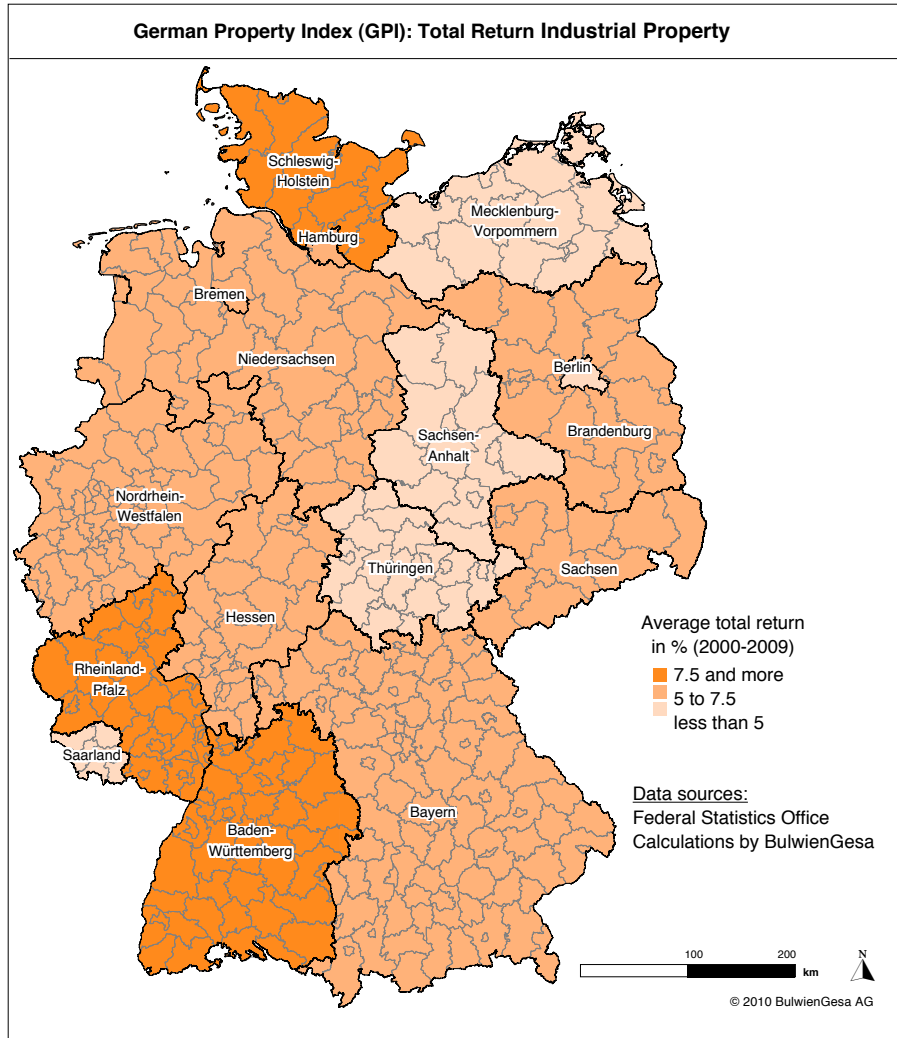 German Property Index (GPI): Total Return Industrial Property
Schleswig-
Holstein
Mecklenburg-
Vorpommern
Hamburg
Bremen
Niedersachsen
Berlin
Brandenburg
Sachsen-
Anhalt
Nordrhein-
Westfalen
Thüringen
Sachsen
Hessen
Rheinland-
Pfalz
Saarland
Baden-
Württemberg
Bayern
Average total return
in % (2000-2009)
7.5 and more
5 to 7.5
less than 5
Data sources:
Federal Statistics Office
Calculations by BulwienGesa
100 200
km
N
© 2010 BulwienGesa AG